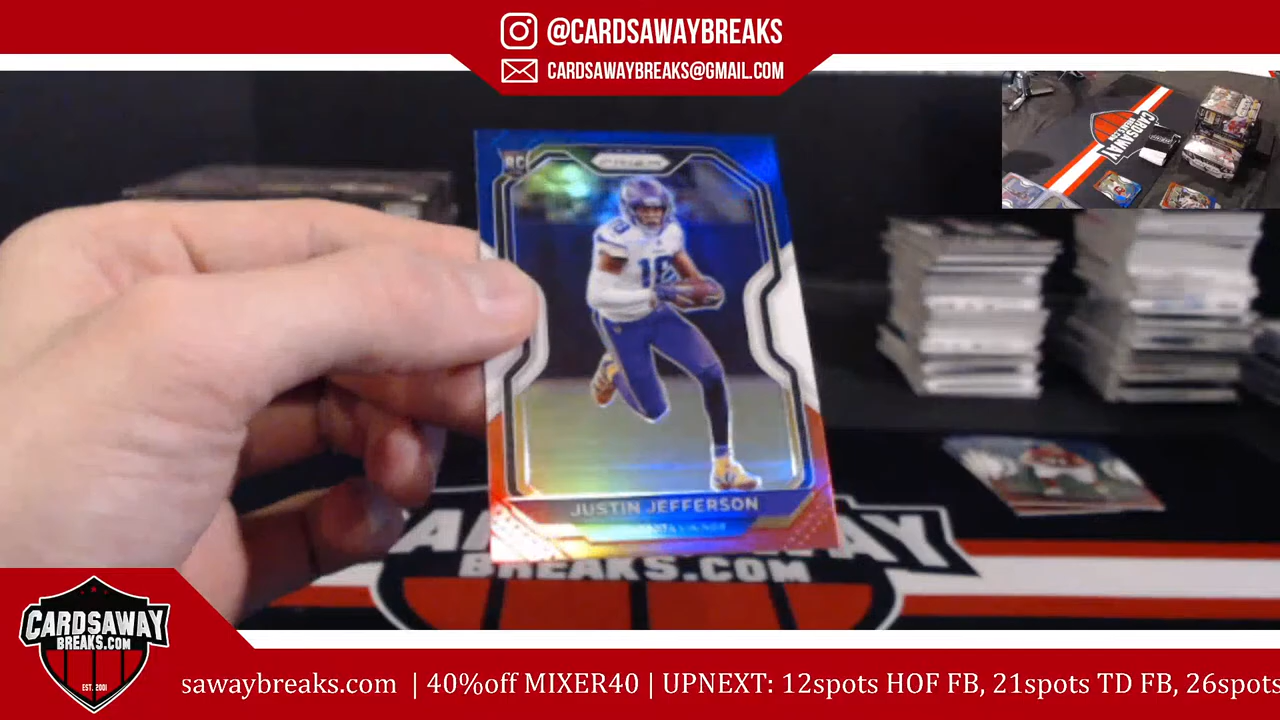 @CARDSAWAYBREAKS
CARDSAWAYBREAKS@GMAIL.COM
RC
PRIZM
18
JUSTIN JEFFERSON
BREAKS.COM
CARDSAWAY
BREAKS.COM
EST. 2001
sawaybreaks.com | 40%off MIXER40 | UPNEXT: 12spots HOF FB, 21spots TD FB, 26spots